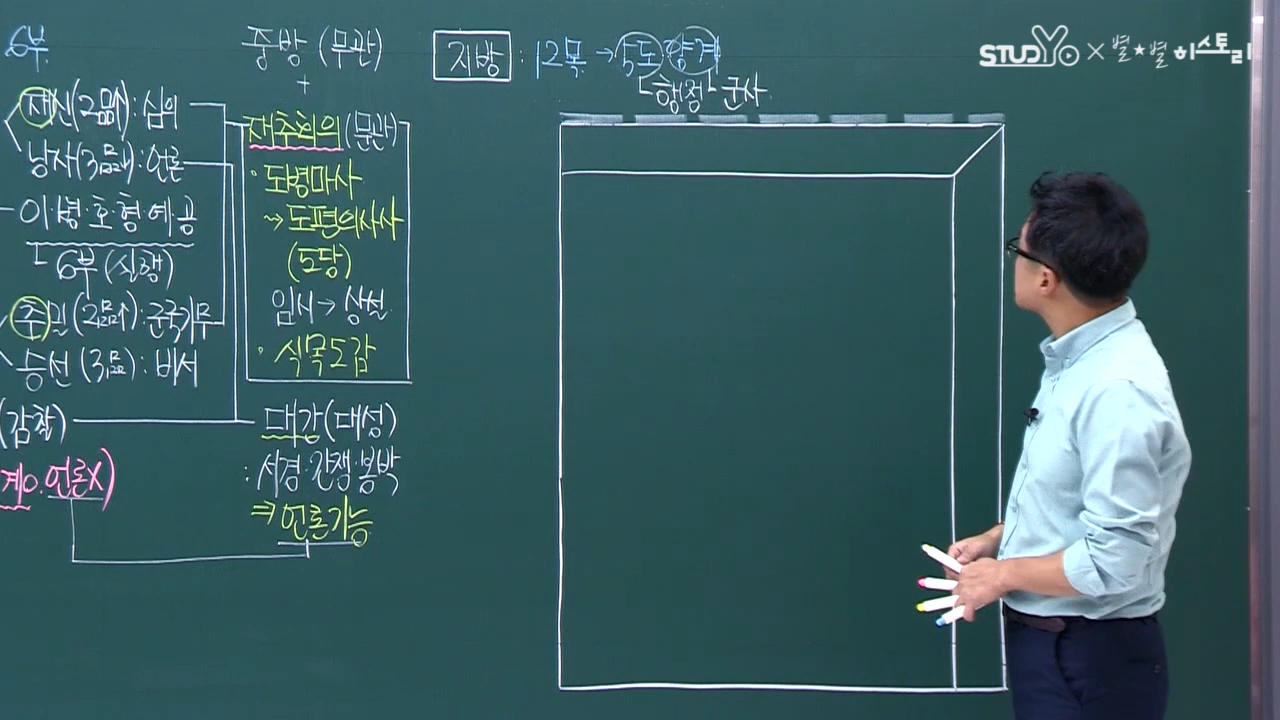 6부
재신(2품↑): 심의
낭사(3품↓): 언론
이·병·호·형·예·공
6부(실행)
추밀(2품↑): 군국기무
승선(3품): 비서
(감찰)
계O.언론X)
중방(무관)
+
재추회의(문관)
·도병마사
→도평의사사
(도당)
임시→상설
·식목도감
대간(대성)
:서경·간쟁·봉박
⇒언론기능
지방 : 12목→5도양계
행정 군사
STUDYo×별★별 히스토리